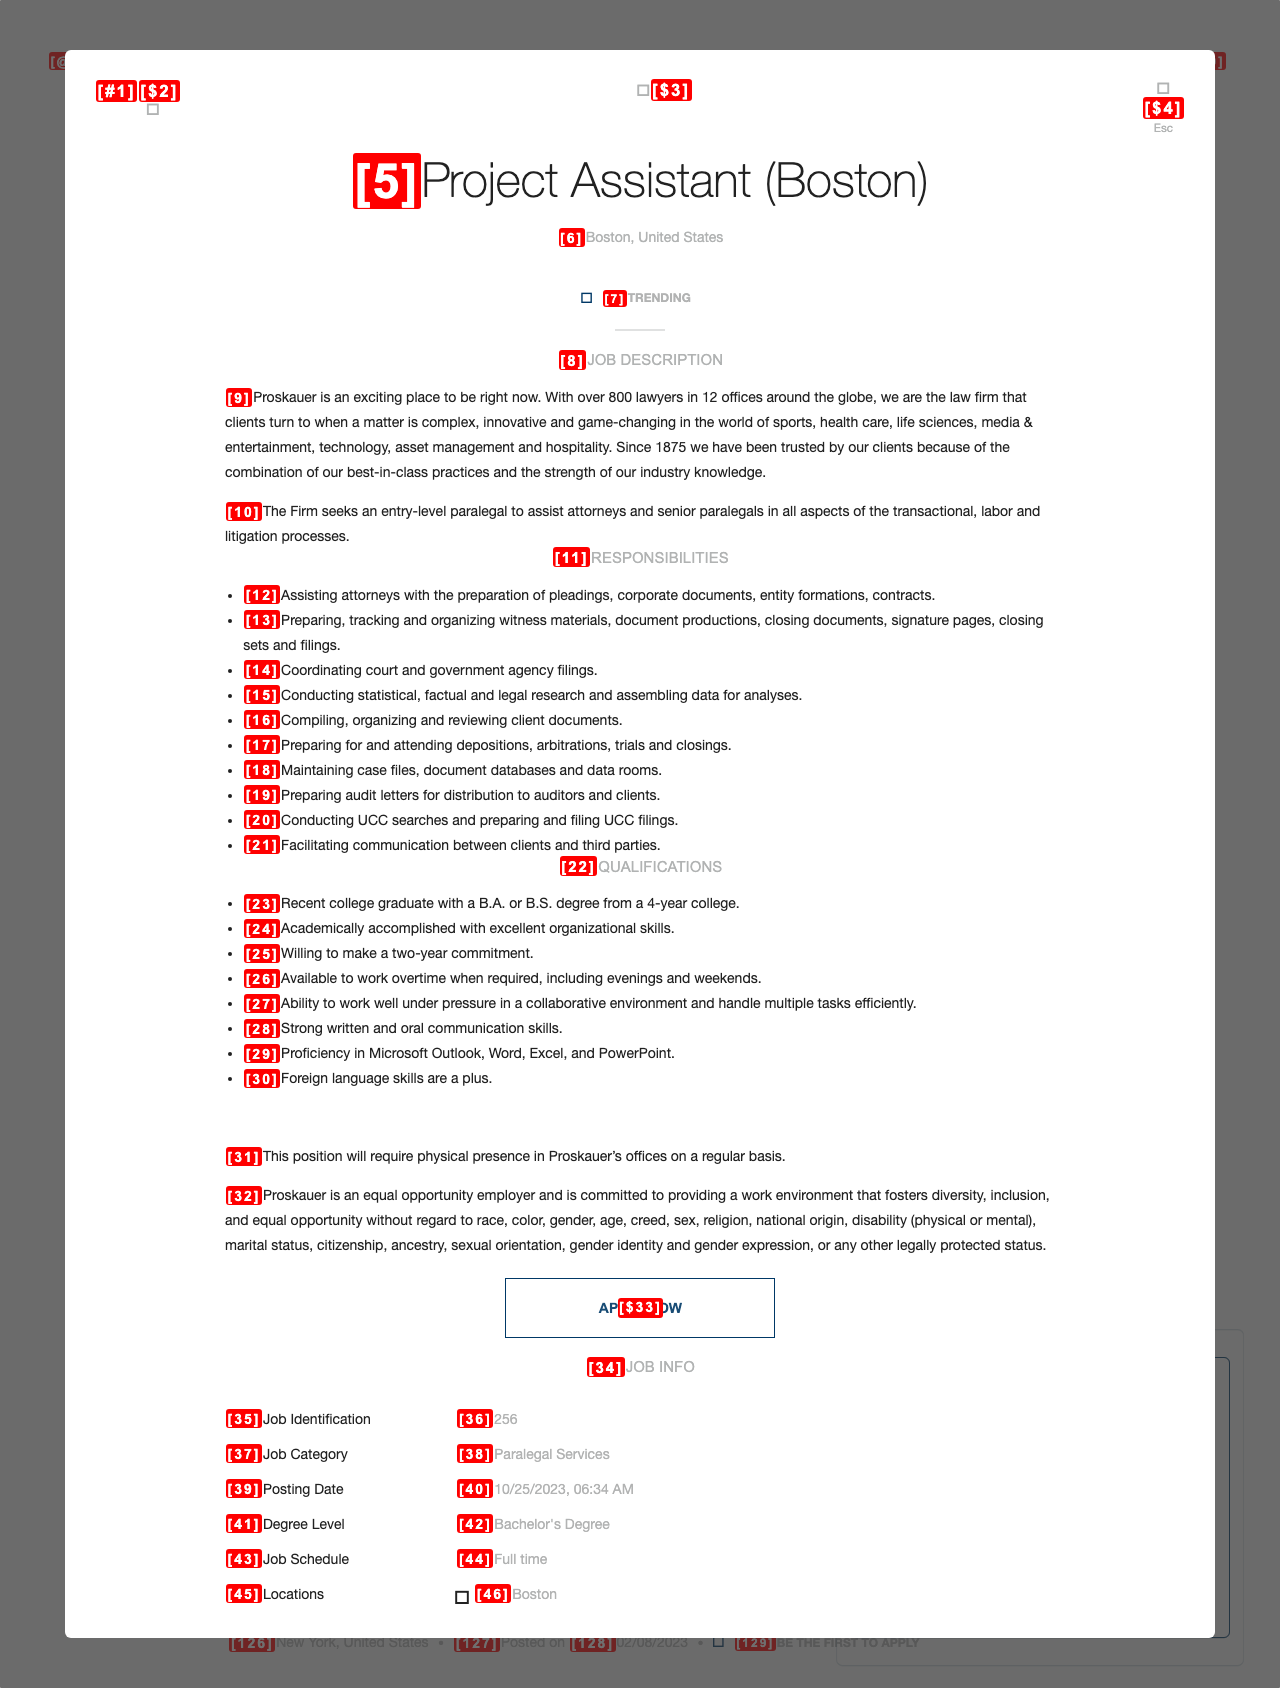 [#1] [$2]
[$3]
[$4]
Esc
[5] Project Assistant (Boston)
[6] Boston, United States
[7] TRENDING
[8] JOB DESCRIPTION
[9] Proskauer is an exciting place to be right now. With over 800 lawyers in 12 offices around the globe, we are the law firm that
clients turn to when a matter is complex, innovative and game-changing in the world of sports, health care, life sciences, media &
entertainment, technology, asset management and hospitality. Since 1875 we have been trusted by our clients because of the
combination of our best-in-class practices and the strength of our industry knowledge.
[10] The Firm seeks an entry-level paralegal to assist attorneys and senior paralegals in all aspects of the transactional, labor and
litigation processes.
[11] RESPONSIBILITIES
• [12] Assisting attorneys with the preparation of pleadings, corporate documents, entity formations, contracts.
• [13] Preparing, tracking and organizing witness materials, document productions, closing documents, signature pages, closing
sets and filings.
• [14] Coordinating court and government agency filings.
• [15] Conducting statistical, factual and legal research and assembling data for analyses.
• [16] Compiling, organizing and reviewing client documents.
• [17] Preparing for and attending depositions, arbitrations, trials and closings.
• [18] Maintaining case files, document databases and data rooms.
• [19] Preparing audit letters for distribution to auditors and clients.
• [20] Conducting UCC searches and preparing and filing UCC filings.
• [21] Facilitating communication between clients and third parties.
[22] QUALIFICATIONS
• [23] Recent college graduate with a B.A. or B.S. degree from a 4-year college.
• [24] Academically accomplished with excellent organizational skills.
• [25] Willing to make a two-year commitment.
• [26] Available to work overtime when required, including evenings and weekends.
• [27] Ability to work well under pressure in a collaborative environment and handle multiple tasks efficiently.
• [28] Strong written and oral communication skills.
• [29] Proficiency in Microsoft Outlook, Word, Excel, and PowerPoint.
• [30] Foreign language skills are a plus.
[31] This position will require physical presence in Proskauer’s offices on a regular basis.
[32] Proskauer is an equal opportunity employer and is committed to providing a work environment that fosters diversity, inclusion,
and equal opportunity without regard to race, color, gender, age, creed, sex, religion, national origin, disability (physical or mental),
marital status, citizenship, ancestry, sexual orientation, gender identity and gender expression, or any other legally protected status.
AP [$33] OW
[34] JOB INFO
[35] Job Identification [36] 256
[37] Job Category [38] Paralegal Services
[39] Posting Date [40] 10/25/2023, 06:34 AM
[41] Degree Level [42] Bachelor's Degree
[43] Job Schedule [44] Full time
[45] Locations [46] Boston
[126] New York, United States • [127] Posted on [128] 02/08/2023 • [129] BE THE FIRST TO APPLY